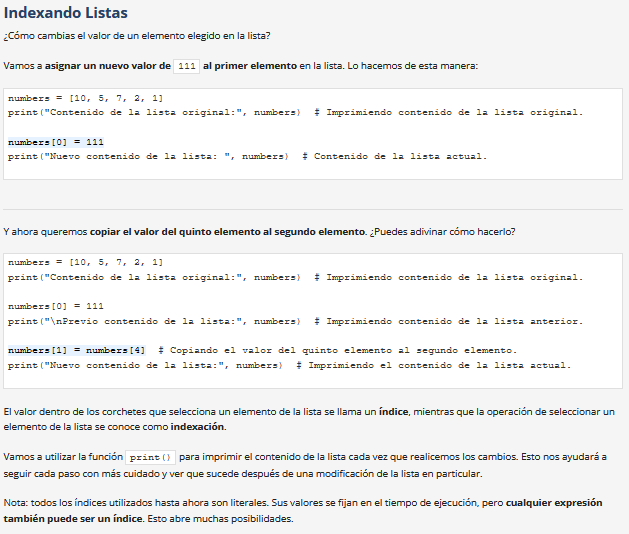 Indexando Listas
¿Cómo cambias el valor de un elemento elegido en la lista?
Vamos a asignar un nuevo valor de 111 al primer elemento en la lista. Lo hacemos de esta manera:
numbers = [10, 5, 7, 2, 1]
print("Contenido de la lista original:", numbers)  # Imprimiendo contenido de la lista original.
numbers[0] = 111
print("Nuevo contenido de la lista: ", numbers)  # Contenido de la lista actual.
Y ahora queremos copiar el valor del quinto elemento al segundo elemento. ¿Puedes adivinar cómo hacerlo?
numbers = [10, 5, 7, 2, 1]
print("Contenido de la lista original:", numbers)  # Imprimiendo contenido de la lista original.
numbers[0] = 111
print("\nPrevio contenido de la lista:", numbers)  # Imprimiendo contenido de la lista anterior.
numbers[1] = numbers[4]  # Copiando el valor del quinto elemento al segundo elemento.
print("Nuevo contenido de la lista:", numbers)  # Imprimiendo el contenido de la lista actual.
El valor dentro de los corchetes que selecciona un elemento de la lista se llama un índice, mientras que la operación de seleccionar un
elemento de la lista se conoce como indexación.
Vamos a utilizar la función print() para imprimir el contenido de la lista cada vez que realicemos los cambios. Esto nos ayudará a
seguir cada paso con más cuidado y ver que sucede después de una modificación de la lista en particular.
Nota: todos los índices utilizados hasta ahora son literales. Sus valores se fijan en el tiempo de ejecución, pero cualquier expresión
también puede ser un índice. Esto abre muchas posibilidades.